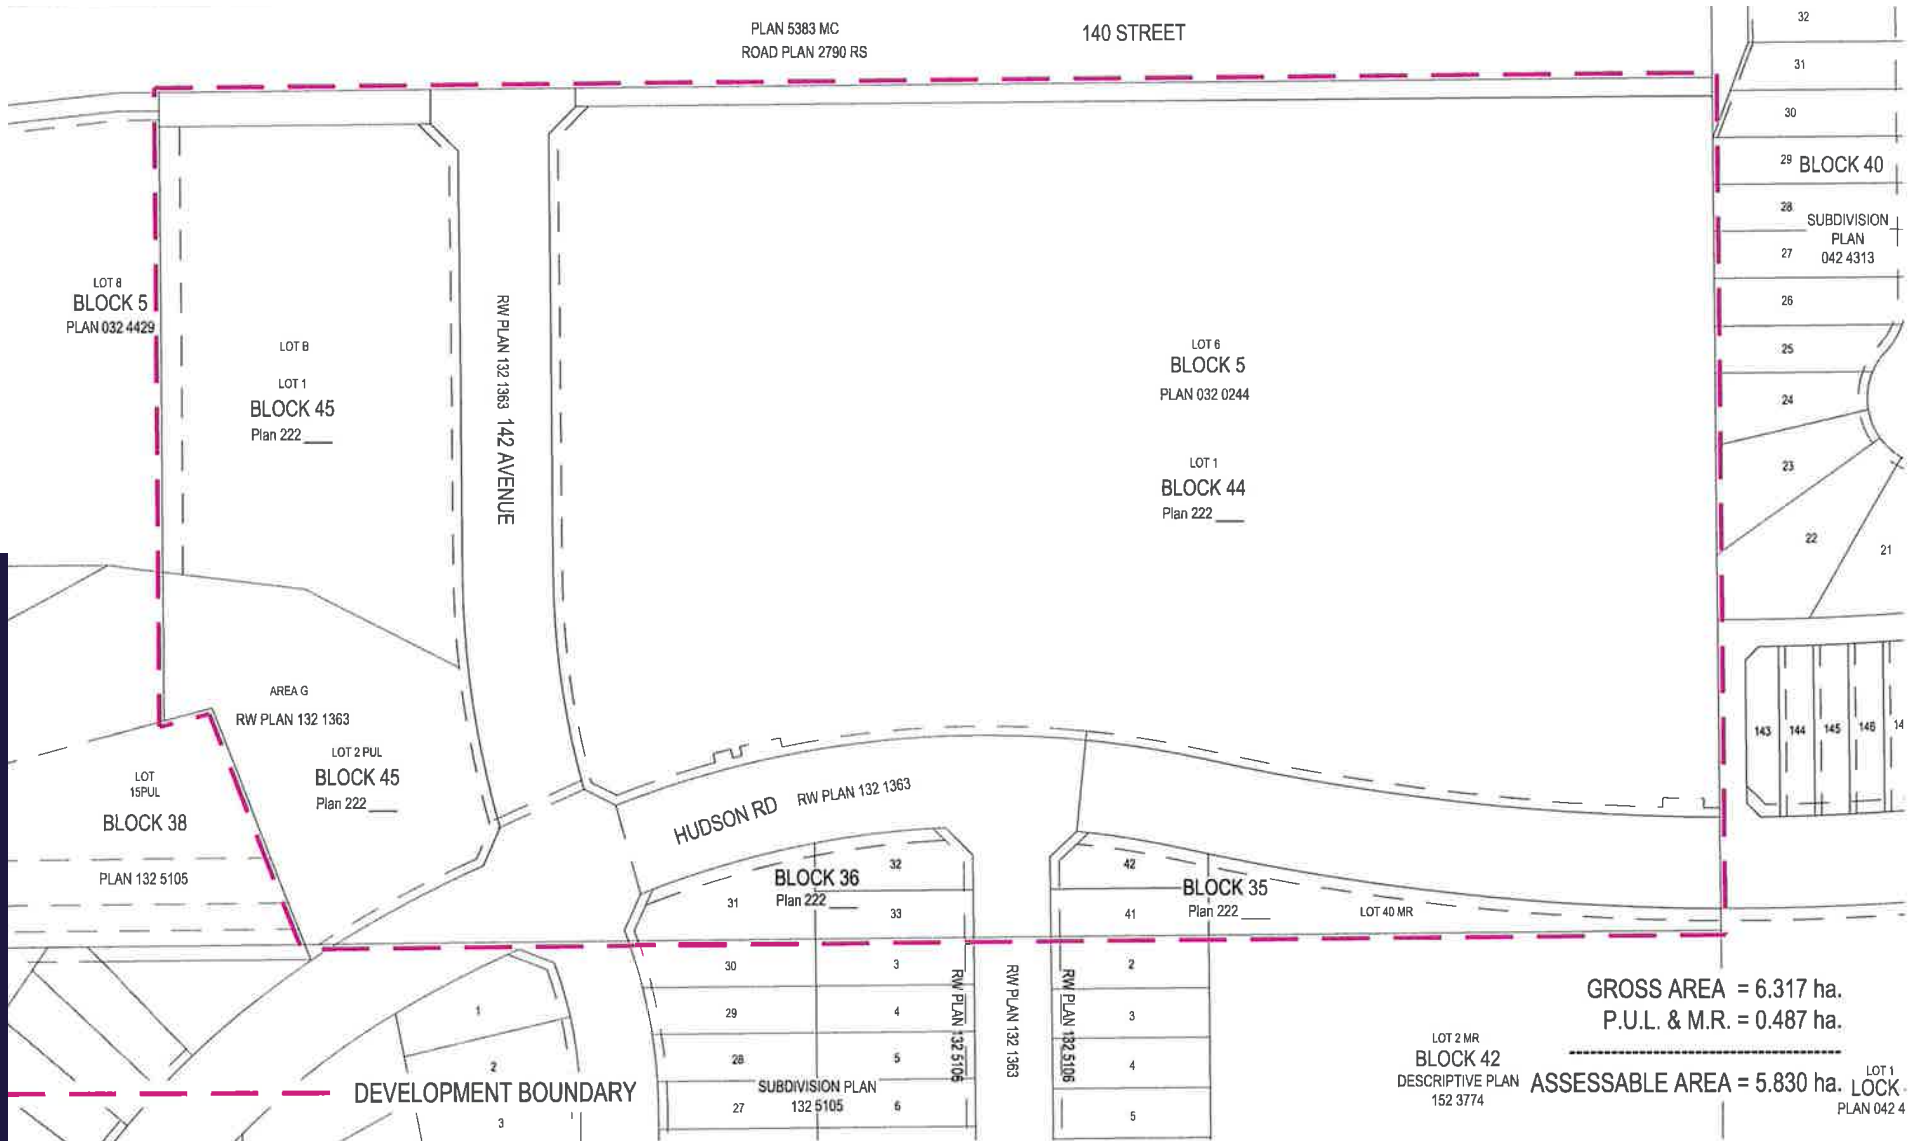 PLAN 5383 MC
ROAD PLAN 2790 RS
140 STREET
32
31
30
29
BLOCK 40
28
SUBDIVISION
PLAN
042 4313
27
26
25
24
23
22
21
LOT 8
BLOCK 5
PLAN 032 4429
LOT B
LOT 1
BLOCK 45
Plan 222 ____
RW PLAN 132 1363
142 AVENUE
LOT 6
BLOCK 5
PLAN 032 0244
LOT 1
BLOCK 44
Plan 222 ____
AREA G
RW PLAN 132 1363
LOT 2 PUL
BLOCK 45
Plan 222 ____
LOT
15PUL
BLOCK 38
PLAN 132 5105
143
144
145
146
14
HUDSON RD
RW PLAN 132 1363
32
BLOCK 36
Plan 222 ____
31
33
42
BLOCK 35
Plan 222 ____
41
LOT 40 MR
30
3
29
4
28
5
SUBDIVISION PLAN
132 5105
27
6
RW PLAN 132 5106
RW PLAN 132 1363
RW PLAN 132 5106
2
3
4
5
1
2
3
GROSS AREA = 6.317 ha.
P.U.L. & M.R. = 0.487 ha.
ASSESSABLE AREA = 5.830 ha.
LOT 2 MR
BLOCK 42
DESCRIPTIVE PLAN
152 3774
LOT 1
LOCK
PLAN 042 4
DEVELOPMENT BOUNDARY